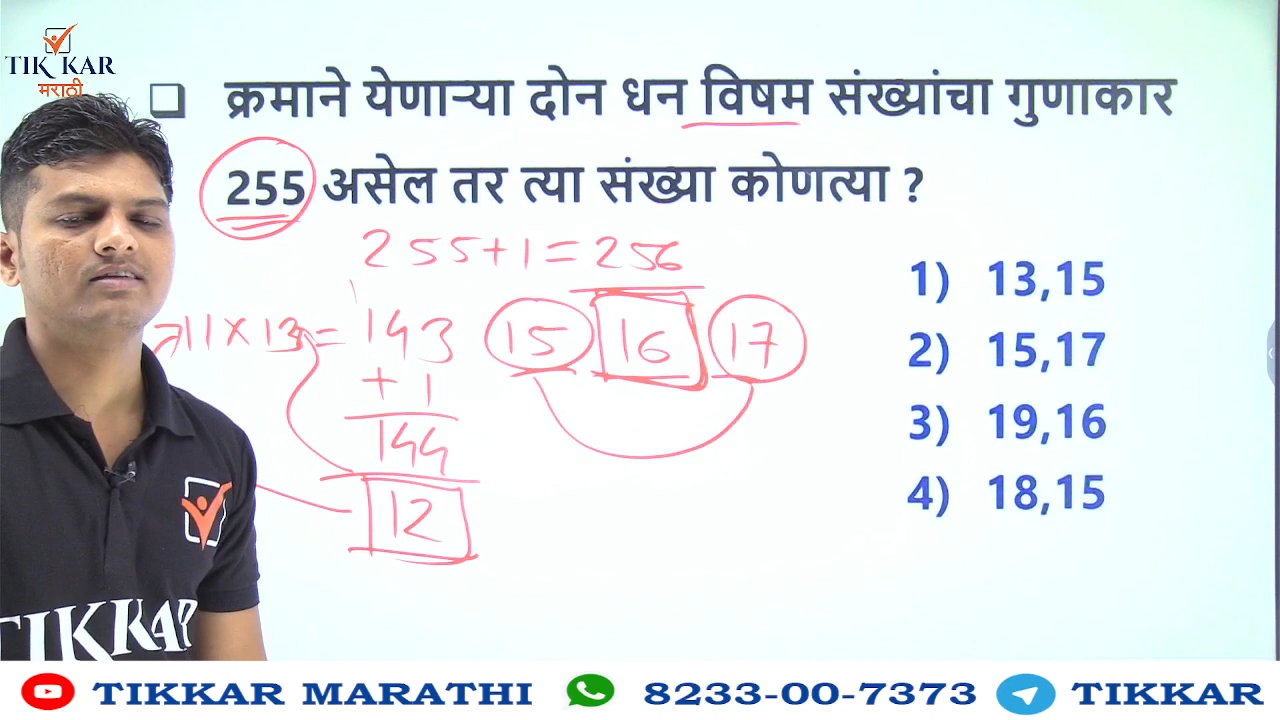 TIKKAR
मराठी
❑ क्रमाने येणाऱ्या दोन धन विषम संख्यांचा गुणाकार
255 असेल तर त्या संख्या कोणत्या ?
255+1=256
11×13=143
+ 1
144
12
15 16 17
1) 13,15
2) 15,17
3) 19,16
4) 18,15
TIKKAR
TIKKAR MARATHI 8233-00-7373 TIKKAR